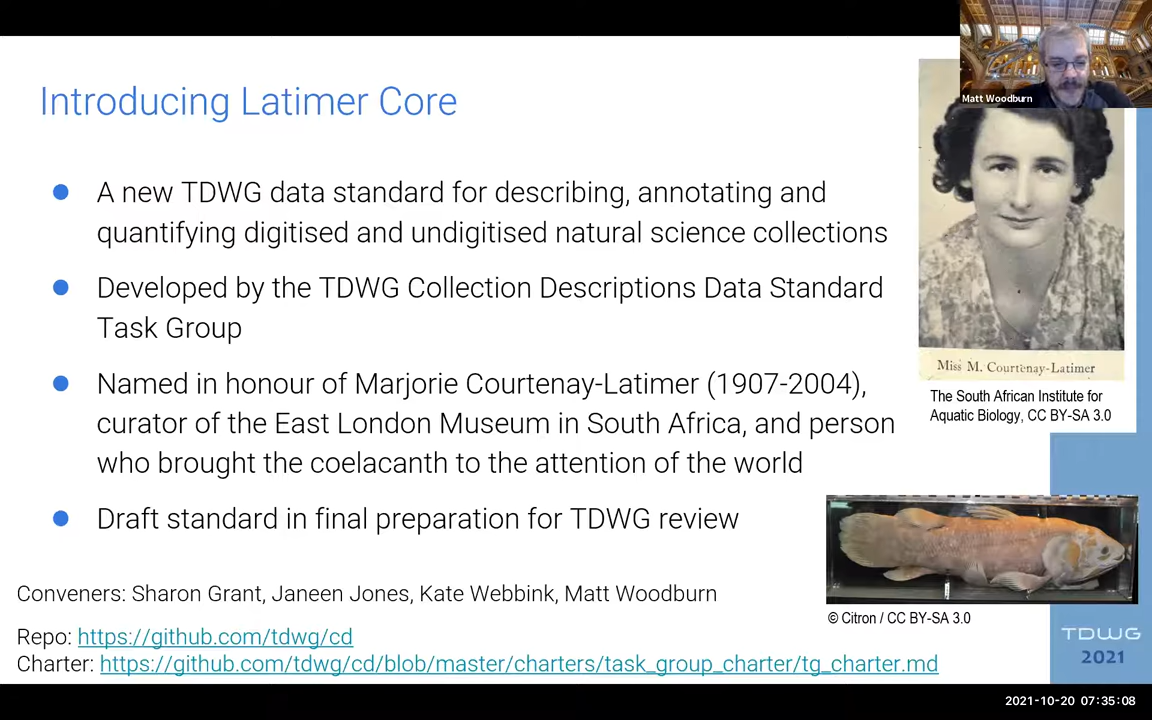 Matt Woodburn
Introducing Latimer Core
A new TDWG data standard for describing, annotating and
quantifying digitised and undigitised natural science collections
Developed by the TDWG Collection Descriptions Data Standard
Task Group
Named in honour of Marjorie Courtenay-Latimer (1907-2004),
curator of the East London Museum in South Africa, and person
who brought the coelacanth to the attention of the world
Draft standard in final preparation for TDWG review
Miss M. Courtenay-Latimer
The South African Institute for
Aquatic Biology, CC BY-SA 3.0
© Citron / CC BY-SA 3.0
Conveners: Sharon Grant, Janeen Jones, Kate Webbink, Matt Woodburn
Repo: https://github.com/tdwg/cd
Charter: https://github.com/tdwg/cd/blob/master/charters/task_group_charter/tg_charter.md
TDWG
2021
2021-10-20 07:35:08